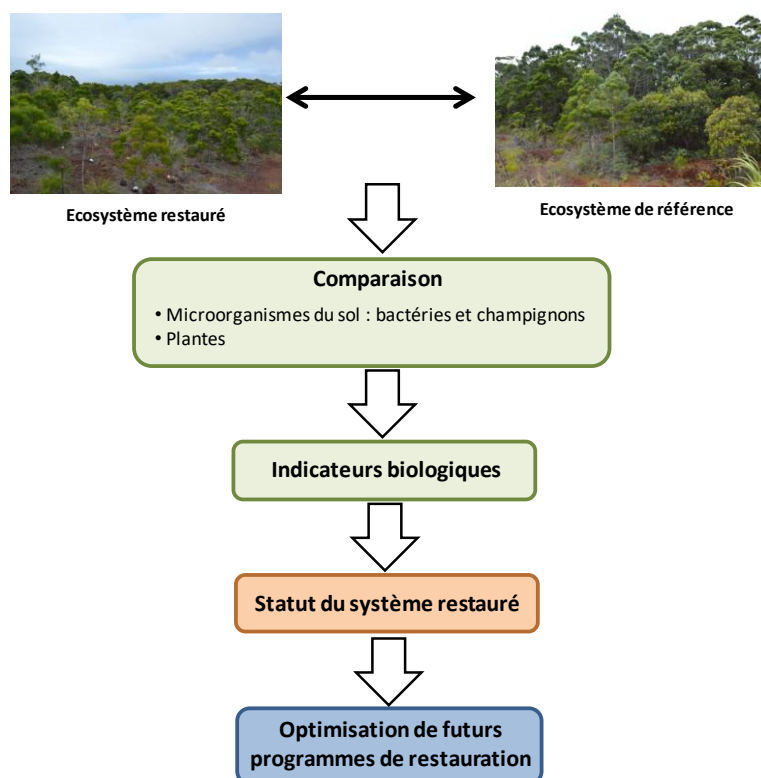 Ecosystème restauré
Ecosystème de référence
Comparaison
• Microorganismes du sol : bactéries et champignons
• Plantes
Indicateurs biologiques
Statut du système restauré
Optimisation de futurs
programmes de restauration